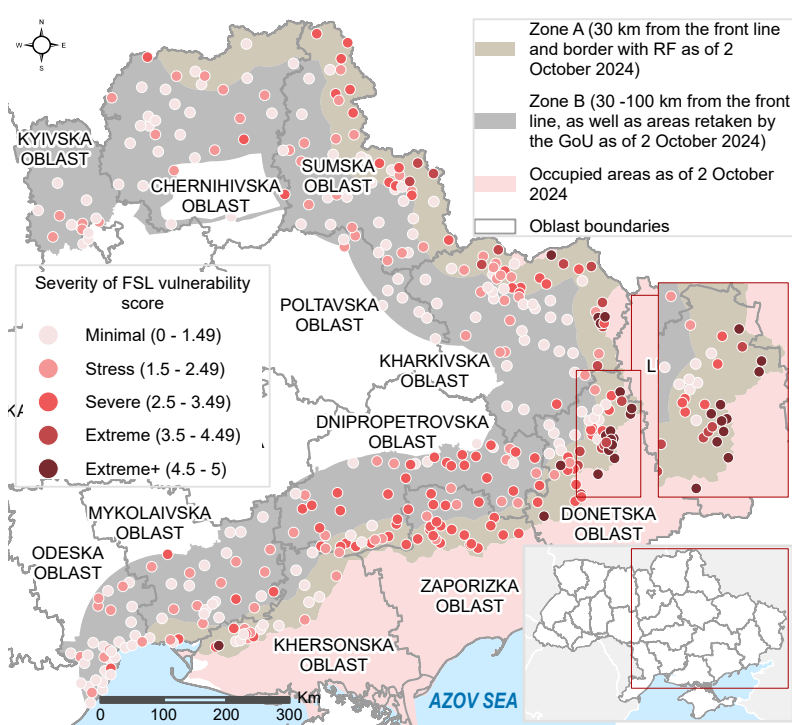 N
W E
S
Zone A (30 km from the front line
and border with RF as of 2
October 2024)
Zone B (30 -100 km from the front
line, as well as areas retaken by
the GoU as of 2 October 2024)
Occupied areas as of 2 October
2024
Oblast boundaries
KYIVSKA
OBLAST
CHERNIHIVSKA
OBLAST
SUMSKA
OBLAST
Severity of FSL vulnerability
score
Minimal (0 - 1.49)
Stress (1.5 - 2.49)
Severe (2.5 - 3.49)
Extreme (3.5 - 4.49)
Extreme+ (4.5 - 5)
POLTAVSKA
OBLAST
KHARKIVSKA
OBLAST
L
DNIPROPETROVSKA
OBLAST
MYKOLAIVSKA
OBLAST
DONETSKA
OBLAST
ODESKA
OBLAST
ZAPORIZKA
OBLAST
KHERSONSKA
OBLAST
AZOV SEA
Km
0 100 200 300